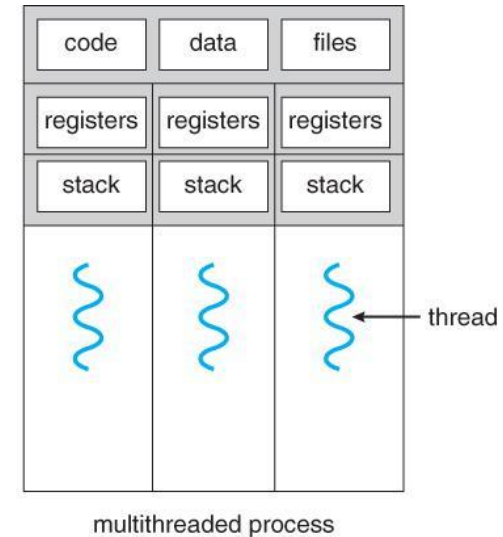 code data files
registers registers registers
stack stack stack
thread
multithreaded process